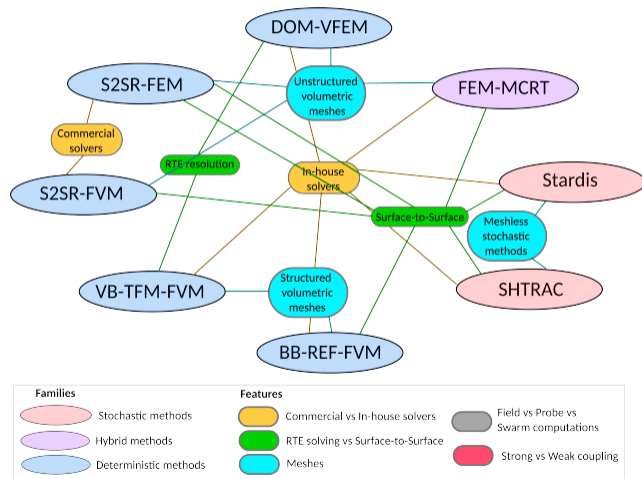 DOM-VFEM
S2SR-FEM
Unstructured
volumetric
meshes
FEM-MCRT
Commercial
solvers
RTE resolution
In-house
solvers
Stardis
S2SR-FVM
Surface-to-Surface
Meshless
stochastic
methods
VB-TFM-FVM
Structured
volumetric
meshes
SHTRAC
BB-REF-FVM
Families
Features
Stochastic methods
Commercial vs In-house solvers
Field vs Probe vs
Swarm computations
Hybrid methods
RTE solving vs Surface-to-Surface
Deterministic methods
Meshes
Strong vs Weak coupling